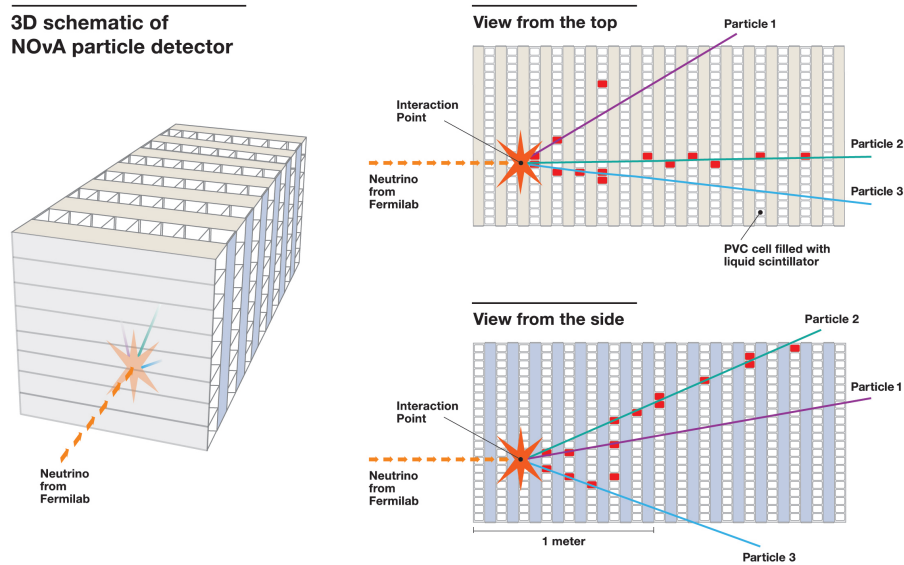 3D schematic of
NOvA particle detector
Neutrino
from
Fermilab
View from the top
Particle 1
Interaction
Point
Particle 2
Neutrino
from
Fermilab
Particle 3
PVC cell filled with
liquid scintillator
View from the side
Particle 2
Particle 1
Interaction
Point
Neutrino
from
Fermilab
1 meter
Particle 3